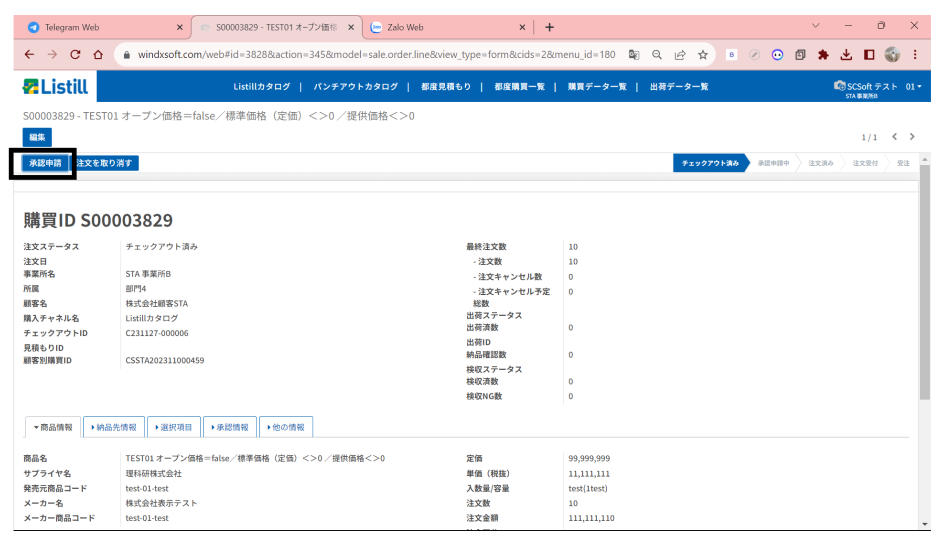 Telegram Web
S00003829 - TEST01 オープン価格
Zalo Web
windxsoft.com/web#id=3828&action=345&model=sale.order.line&view_type=form&cids=2&menu_id=180
Listill
Listillカタログ | パンチアウトカタログ | 都度見積もり | 都度購買一覧 | 購買データ一覧 | 出荷データ一覧
SCSoft テスト 01
STA 事業所B
S00003829 - TEST01 オープン価格=false／標準価格（定価）<>0／提供価格<>0
編集
1 / 1
承認申請
注文を取り消す
チェックアウト済み
承認申請中
注文済み
注文受付
受注
購買ID S00003829
注文ステータス チェックアウト済み
注文日
事業所名 STA 事業所B
所属 部門4
顧客名 株式会社顧客STA
購入チャネル名 Listillカタログ
チェックアウトID C231127-000006
見積もりID
顧客別購買ID CSSTA202311000459
最終注文数 10
- 注文数 10
- 注文キャンセル数 0
- 注文キャンセル予定 0
総数
出荷ステータス
出荷済数 0
出荷ID
納品確認数 0
検収ステータス
検収済数 0
検収NG数 0
商品情報
納品先情報
選択項目
承認情報
他の情報
商品名 TEST01 オープン価格=false／標準価格（定価）<>0／提供価格<>0
サプライヤ名 理科研株式会社
発売元商品コード test-01-test
メーカー名 株式会社表示テスト
メーカー商品コード test-01-test
定価 99,999,999
単価（税抜） 11,111,111
入数量/容量 test(1test)
注文数 10
注文金額 111,111,110